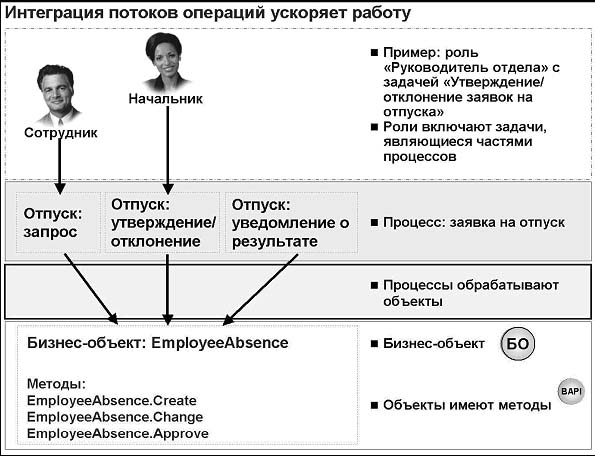 Интеграция потоков операций ускоряет работу
Сотрудник
Начальник
Пример: роль
«Руководитель отдела» с
задачей «Утверждение/
отклонение заявок на
отпуска»
Роли включают задачи,
являющиеся частями
процессов
Отпуск:
запрос
Отпуск:
утверждение/
отклонение
Отпуск:
уведомление о
результате
Процесс: заявка на отпуск
Процессы обрабатывают
объекты
Бизнес-объект: EmployeeAbsence
Методы:
EmployeeAbsence.Create
EmployeeAbsence.Change
EmployeeAbsence.Approve
Бизнес-объект
БО
Объекты имеют методы
BAPI